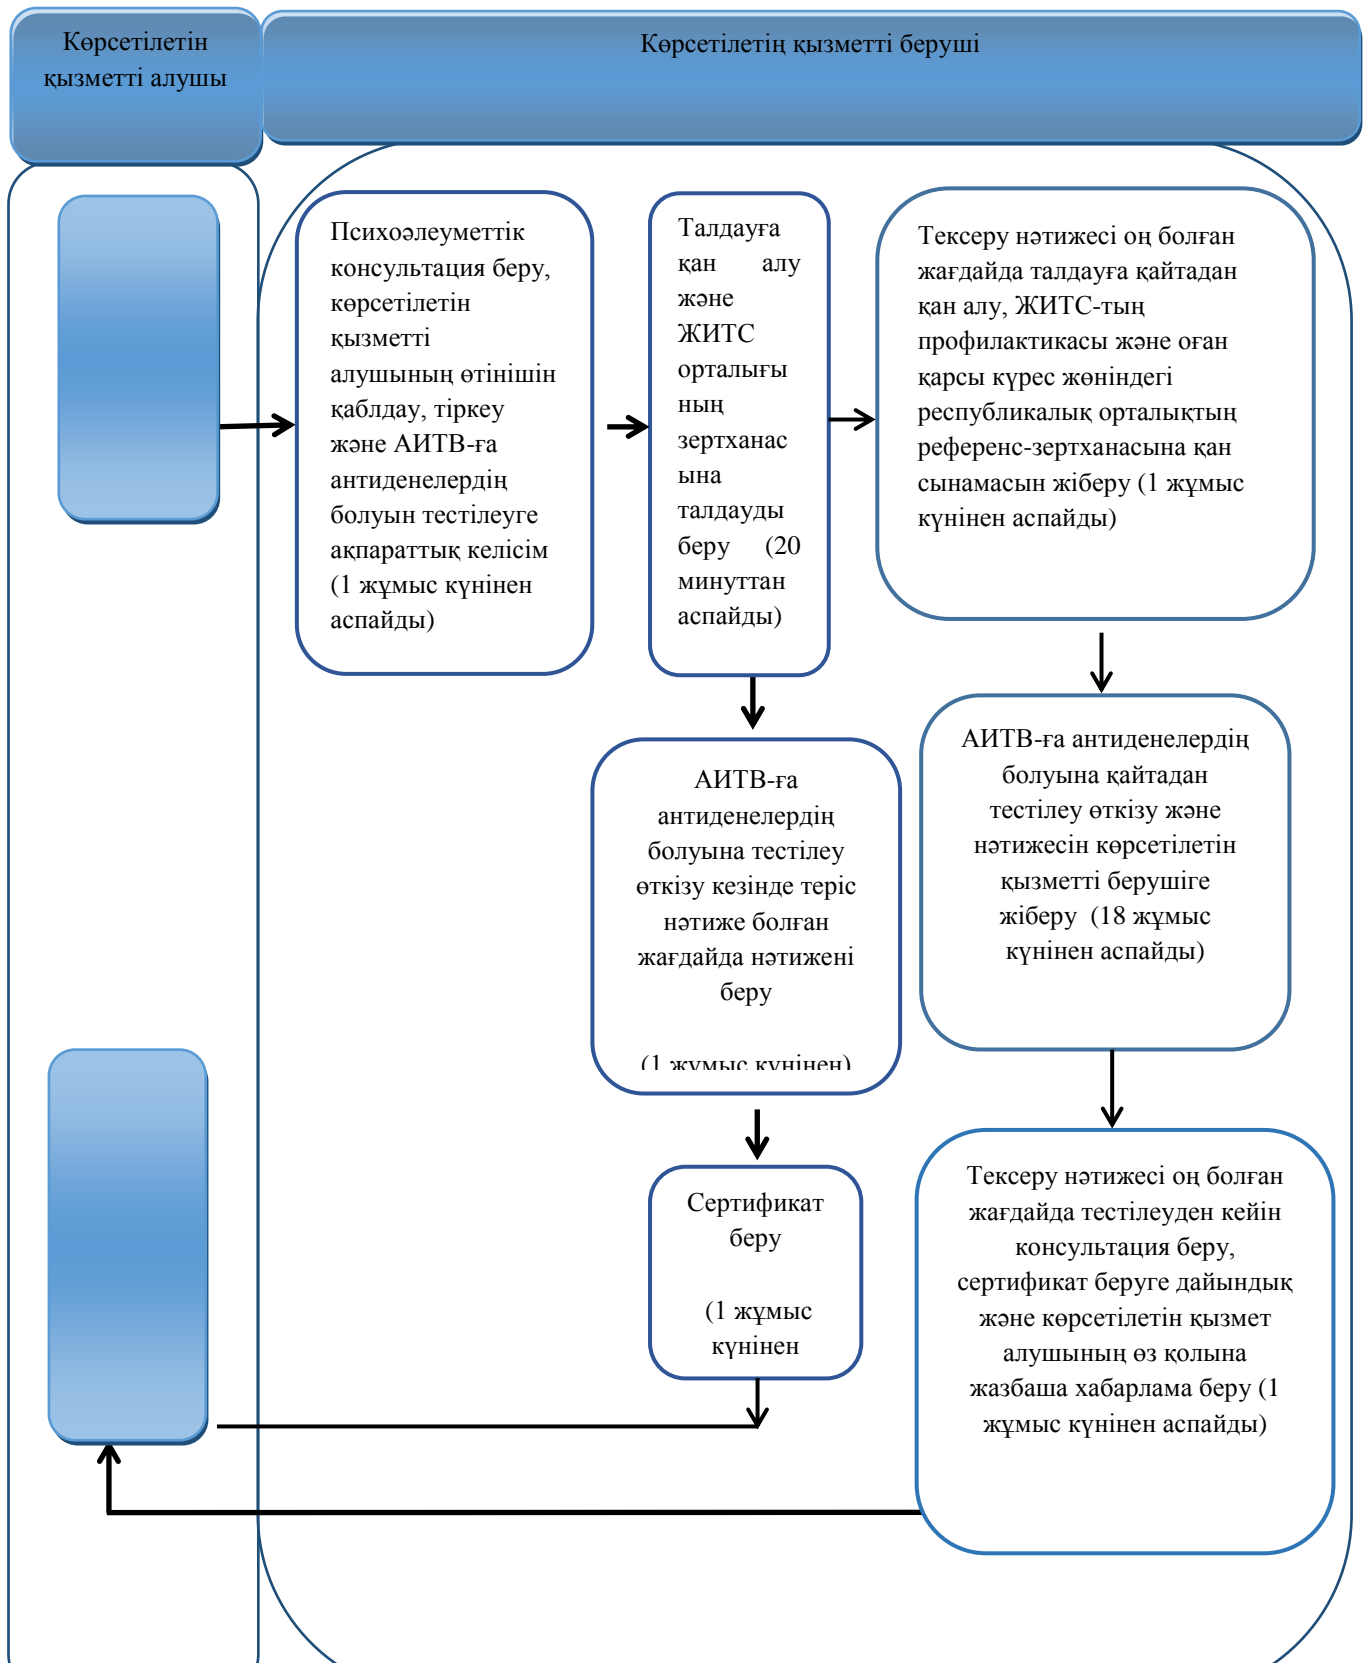 Көрсетілетін
қызметті алушы
Көрсетілетің қызметті беруші
Психоәлеуметтік
консультация беру,
көрсетілетін
қызметті
алушының өтінішін
қаблдау, тіркеу
және АИТВ-ға
антиденелердің
болуын тестілеуге
ақпараттық келісім
(1 жұмыс күнінен
аспайды)
Талдауға
қан алу
және
ЖИТС
орталығы
ның
зертханас
ына
талдауды
беру (20
минуттан
аспайды)
Тексеру нәтижесі оң болған
жағдайда талдауға қайтадан
қан алу, ЖИТС-тың
профилактикасы және оған
қарсы күрес жөніндегі
республикалық орталықтың
референс-зертханасына қан
сынамасын жіберу (1 жұмыс
күнінен аспайды)
АИТВ-ға
антиденелердің
болуына тестілеу
өткізу кезінде теріс
нәтиже болған
жағдайда нәтижені
беру
(1 жұмыс күнінен)
АИТВ-ға антиденелердің
болуына қайтадан
тестілеу өткізу және
нәтижесін көрсетілетін
қызметті берушіге
жіберу (18 жұмыс
күнінен аспайды)
Сертификат
беру
(1 жұмыс
күнінен
Тексеру нәтижесі оң болған
жағдайда тестілеуден кейін
консультация беру,
сертификат беруге дайындық
және көрсетілетін қызмет
алушының өз қолына
жазбаша хабарлама беру (1
жұмыс күнінен аспайды)